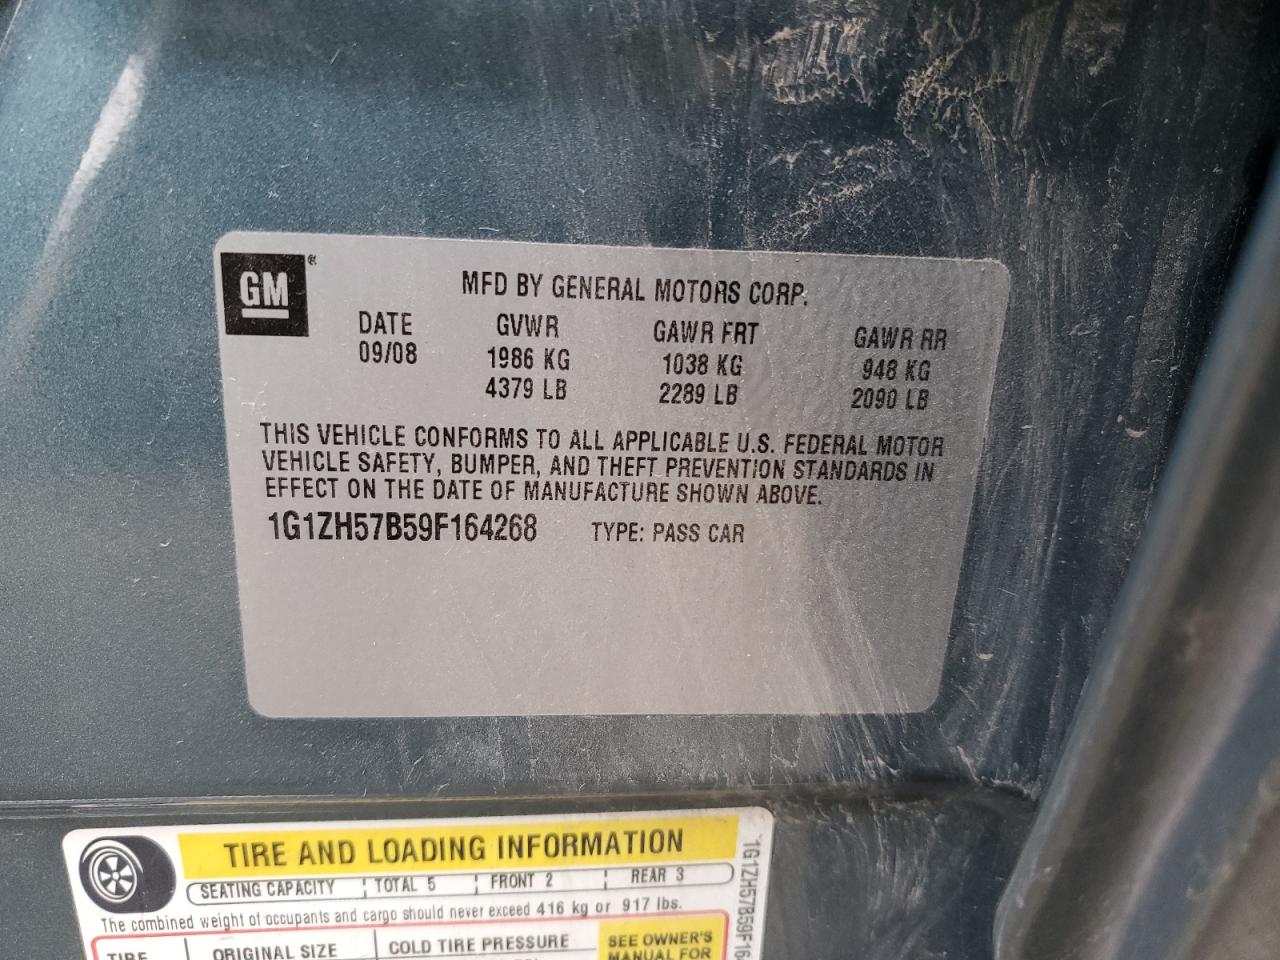 GM ®
MFD BY GENERAL MOTORS CORP.
DATE GVWR GAWR FRT GAWR RR
09/08 1986 KG 1038 KG 948 KG
4379 LB 2289 LB 2090 LB
THIS VEHICLE CONFORMS TO ALL APPLICABLE U.S. FEDERAL MOTOR
VEHICLE SAFETY, BUMPER, AND THEFT PREVENTION STANDARDS IN
EFFECT ON THE DATE OF MANUFACTURE SHOWN ABOVE.
1G1ZH57B59F164268 TYPE: PASS CAR
TIRE AND LOADING INFORMATION
SEATING CAPACITY TOTAL 5 FRONT 2 REAR 3
The combined weight of occupants and cargo should never exceed 416 kg or 917 lbs.
TIRE ORIGINAL SIZE COLD TIRE PRESSURE
SEE OWNER'S
MANUAL FOR
1G1ZH57B59F16